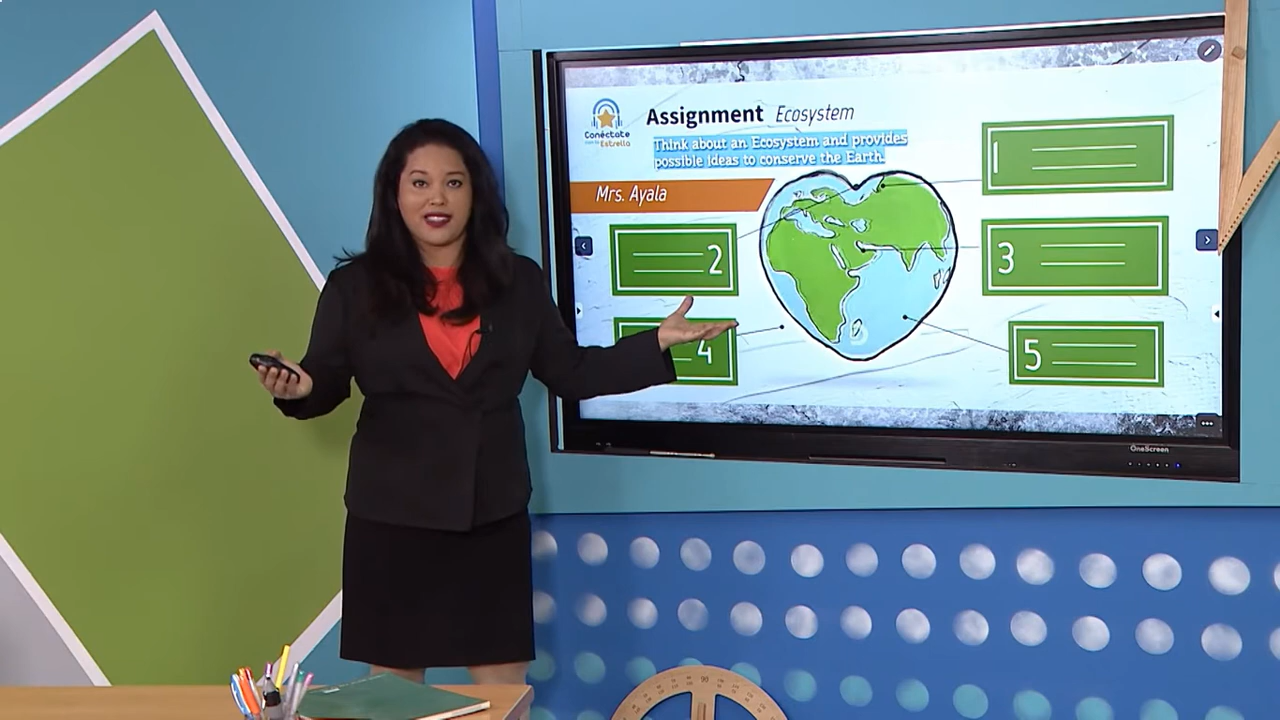 Assignment Ecosystem
Think about an Ecosystem and provides
possible ideas to conserve the Earth.
Conéctate
Estrella
Mrs. Ayala
1
2
3
4
5
OneScreen
90